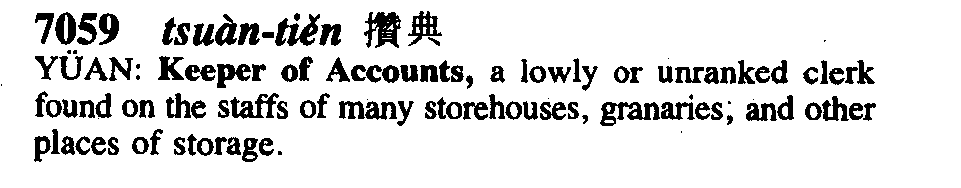 7059 tsuàn-tiěn 攢典
YÜAN: Keeper of Accounts, a lowly or unranked clerk
found on the staffs of many storehouses, granaries; and other
places of storage.